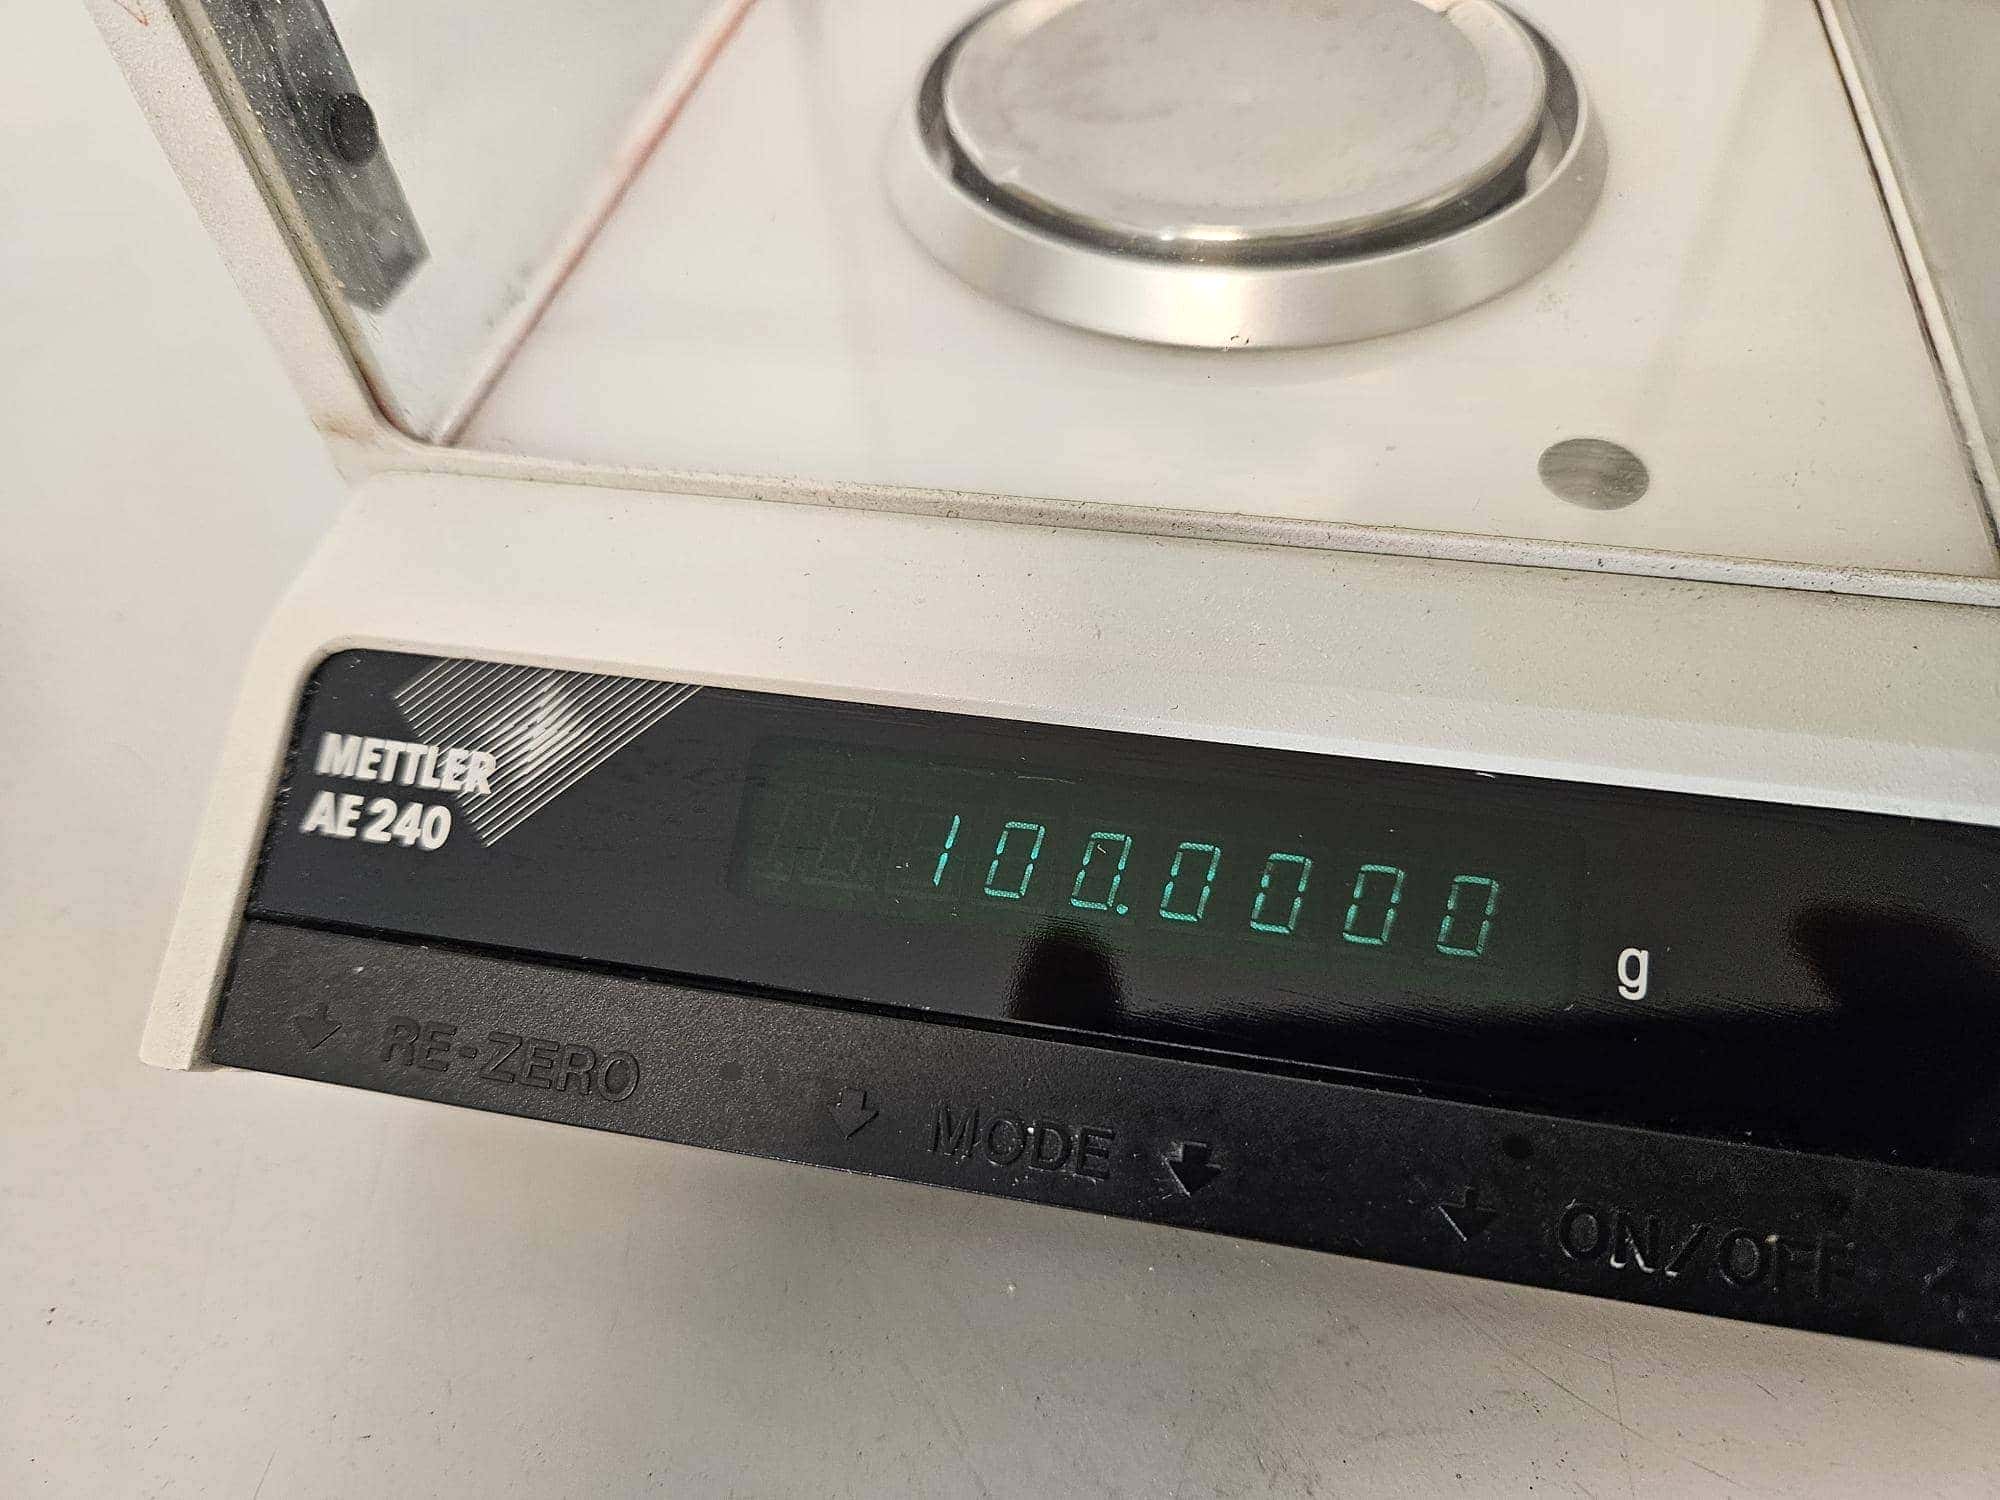 METTLER
AE 240
100.0000 g
RE-ZERO
MODE
ON/OFF